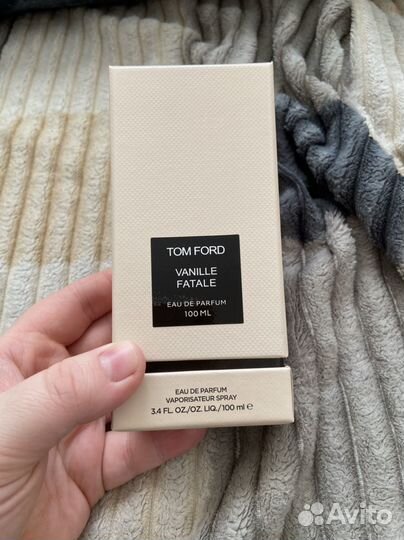 TOM FORD
VANILLE
FATALE
EAU DE PARFUM
100 ML
EAU DE PARFUM
VAPORISATEUR SPRAY
3.4 FL. OZ./OZ. LIQ./100 ml ℮
Avito